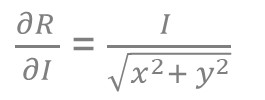 ∂R/∂I = I/√(x² + y²)